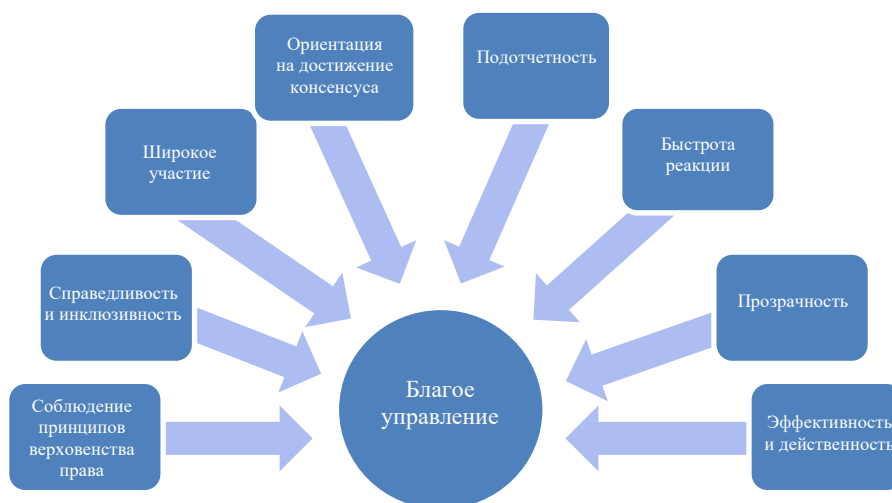 Ориентация
на достижение
консенсуса
Подотчетность
Широкое
участие
Быстрота
реакции
Справедливость
и инклюзивность
Прозрачность
Соблюдение
принципов
верховенства
права
Благое
управление
Эффективность
и действенность